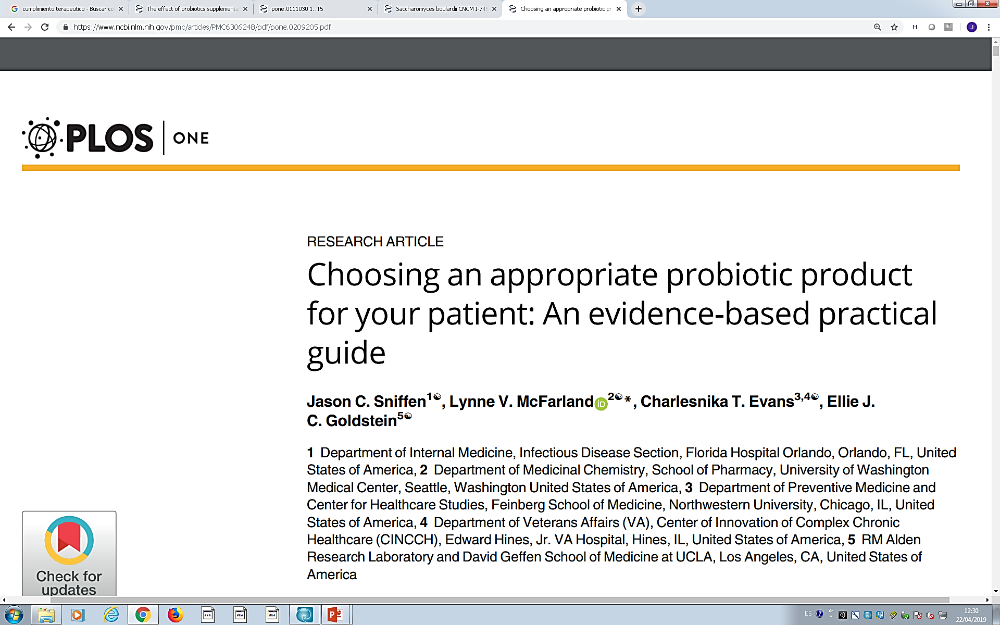 cumplimiento terapeutico - Buscar co
The effect of probiotics supplementa
pone.0111030 1..15
Saccharomyces boulardii CNCM I-745
Choosing an appropriate probiotic pr
https://www.ncbi.nlm.nih.gov/pmc/articles/PMC6306248/pdf/pone.0209205.pdf
H
J
PLOS ONE
RESEARCH ARTICLE
Choosing an appropriate probiotic product
for your patient: An evidence-based practical
guide
Jason C. Sniffen1☯, Lynne V. McFarland iD 2☯*, Charlesnika T. Evans3,4☯, Ellie J.
C. Goldstein5☯
1 Department of Internal Medicine, Infectious Disease Section, Florida Hospital Orlando, Orlando, FL, United
States of America, 2 Department of Medicinal Chemistry, School of Pharmacy, University of Washington
Medical Center, Seattle, Washington United States of America, 3 Department of Preventive Medicine and
Center for Healthcare Studies, Feinberg School of Medicine, Northwestern University, Chicago, IL, United
States of America, 4 Department of Veterans Affairs (VA), Center of Innovation of Complex Chronic
Healthcare (CINCCH), Edward Hines, Jr. VA Hospital, Hines, IL, United States of America, 5 RM Alden
Research Laboratory and David Geffen School of Medicine at UCLA, Los Angeles, CA, United States of
America
Check for
updates
ES
12:30
22/04/2019